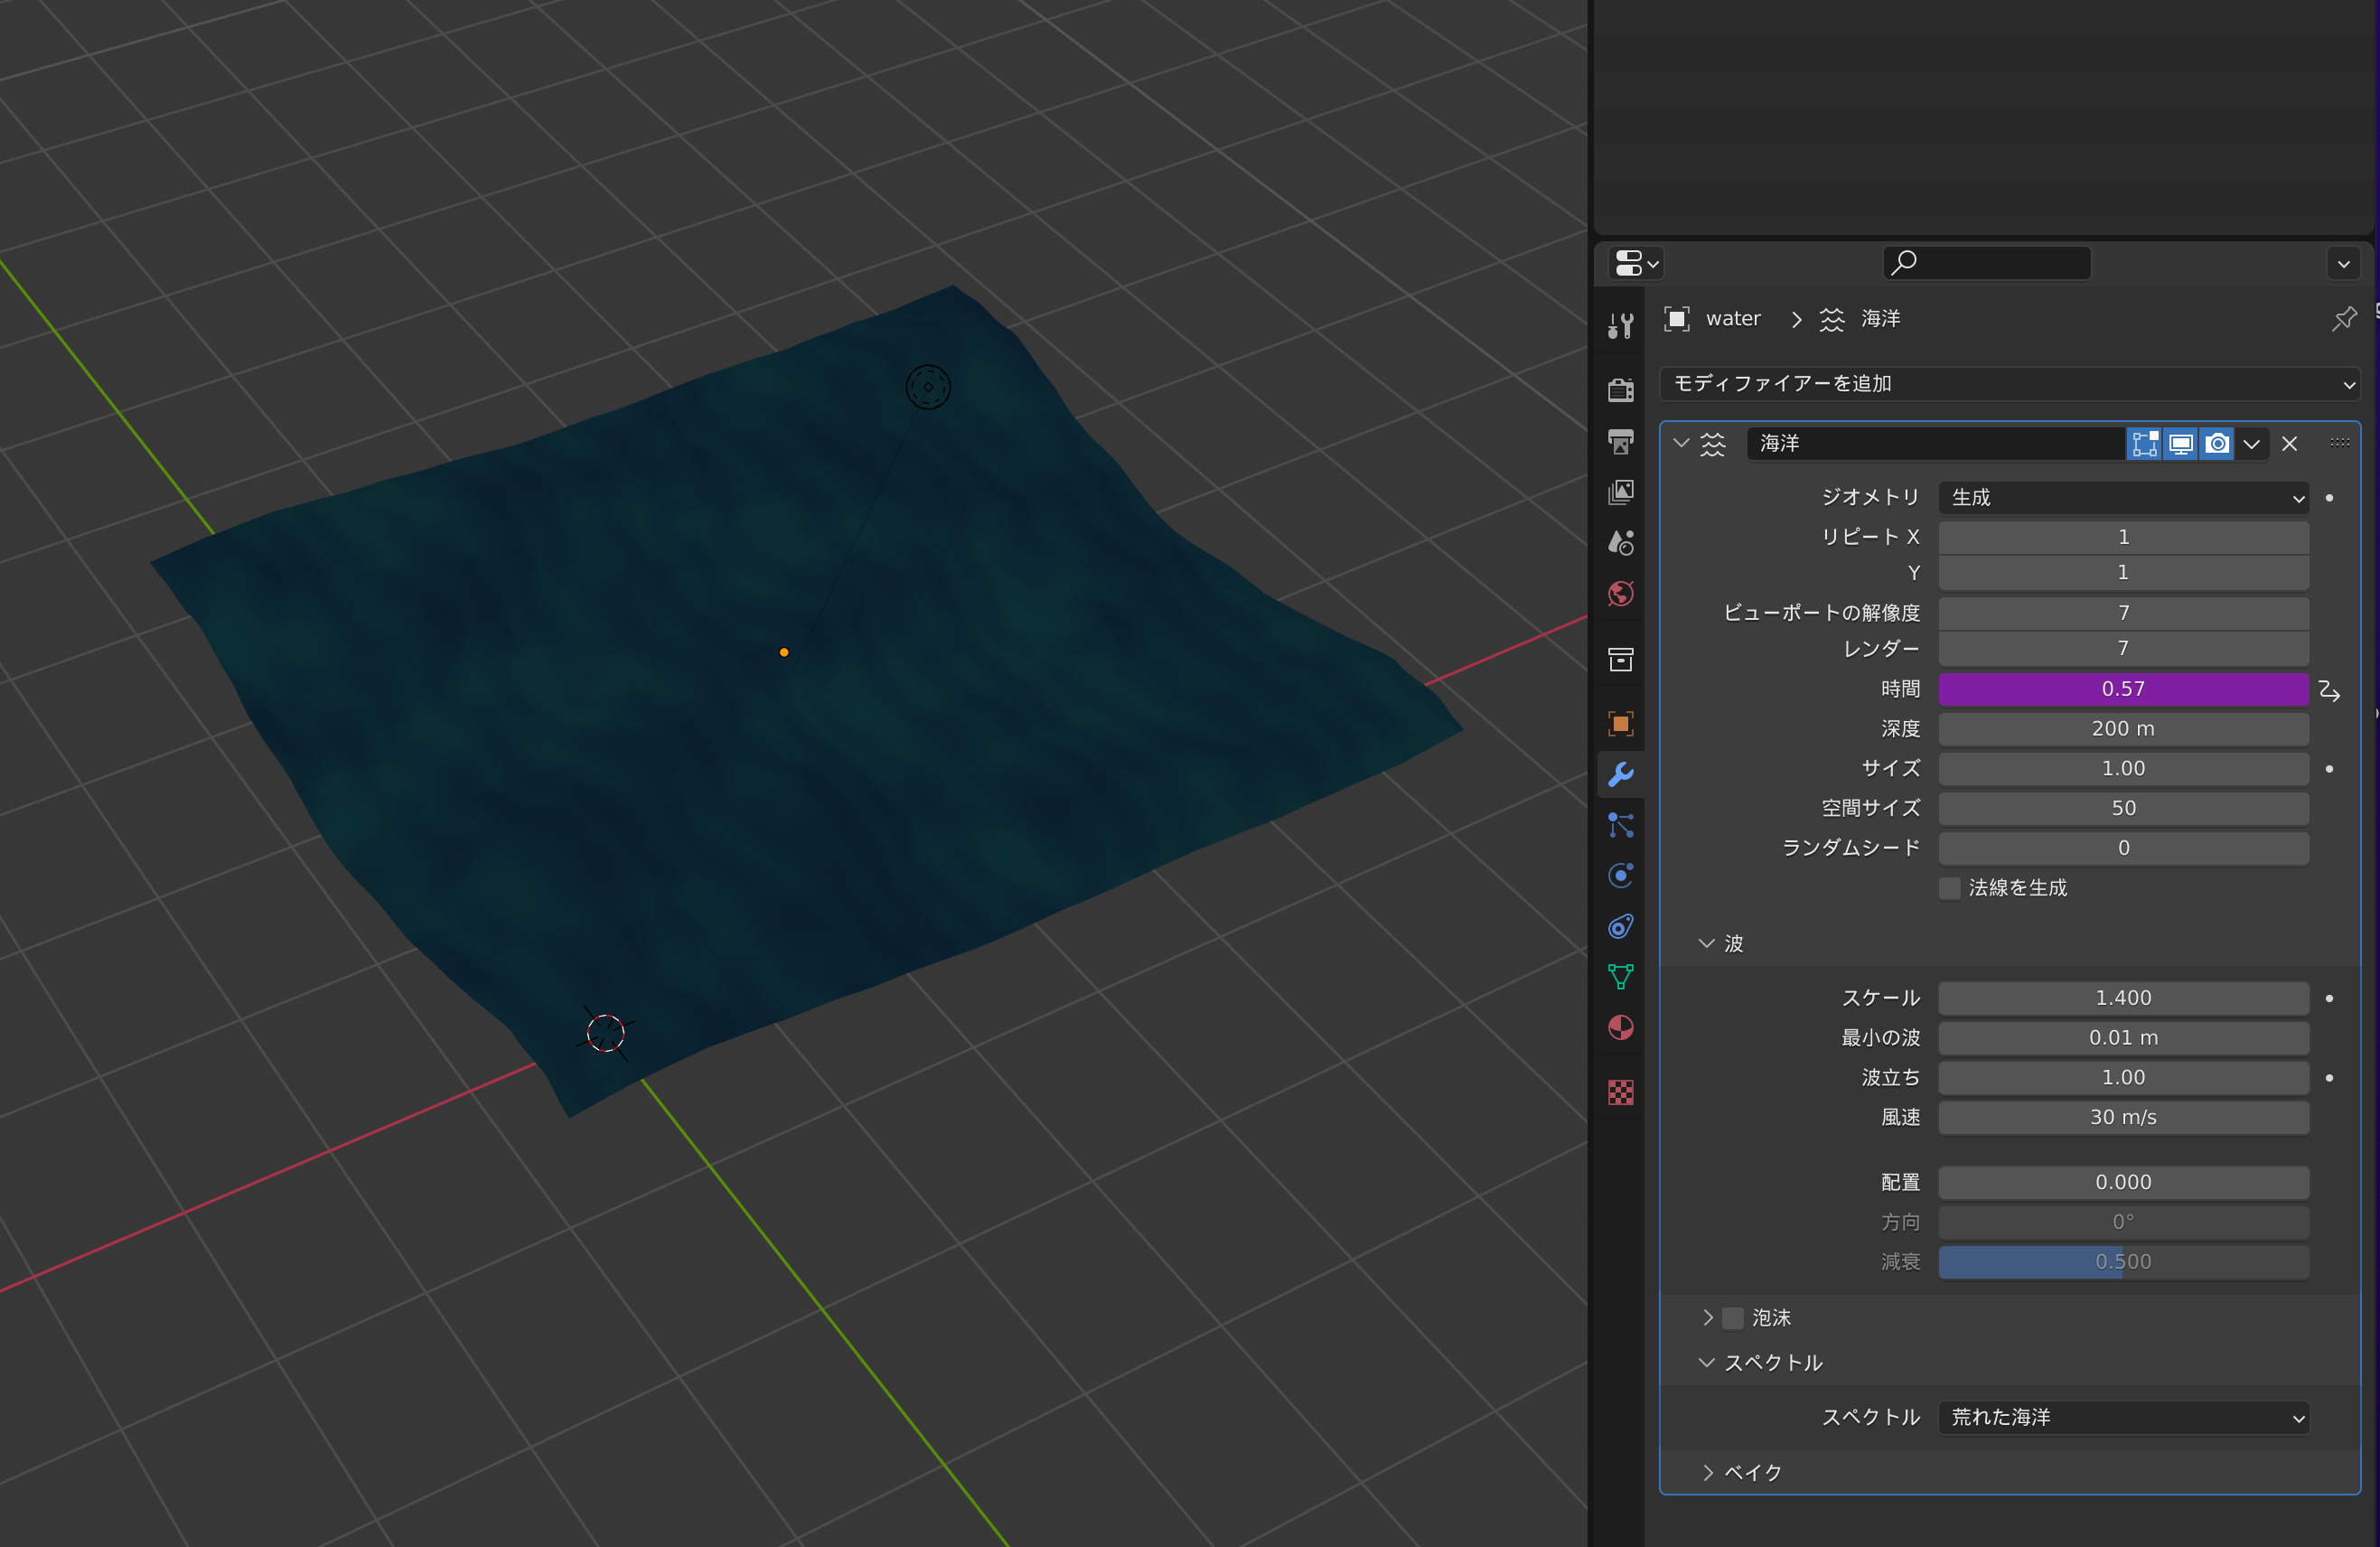 water 海洋
モディファイアーを追加
海洋
ジオメトリ 生成
リピート X 1
Y 1
ビューポートの解像度 7
レンダー 7
時間 0.57
深度 200 m
サイズ 1.00
空間サイズ 50
ランダムシード 0
法線を生成
波
スケール 1.400
最小の波 0.01 m
波立ち 1.00
風速 30 m/s
配置 0.000
方向 0°
減衰 0.500
泡沫
スペクトル
スペクトル 荒れた海洋
ベイク